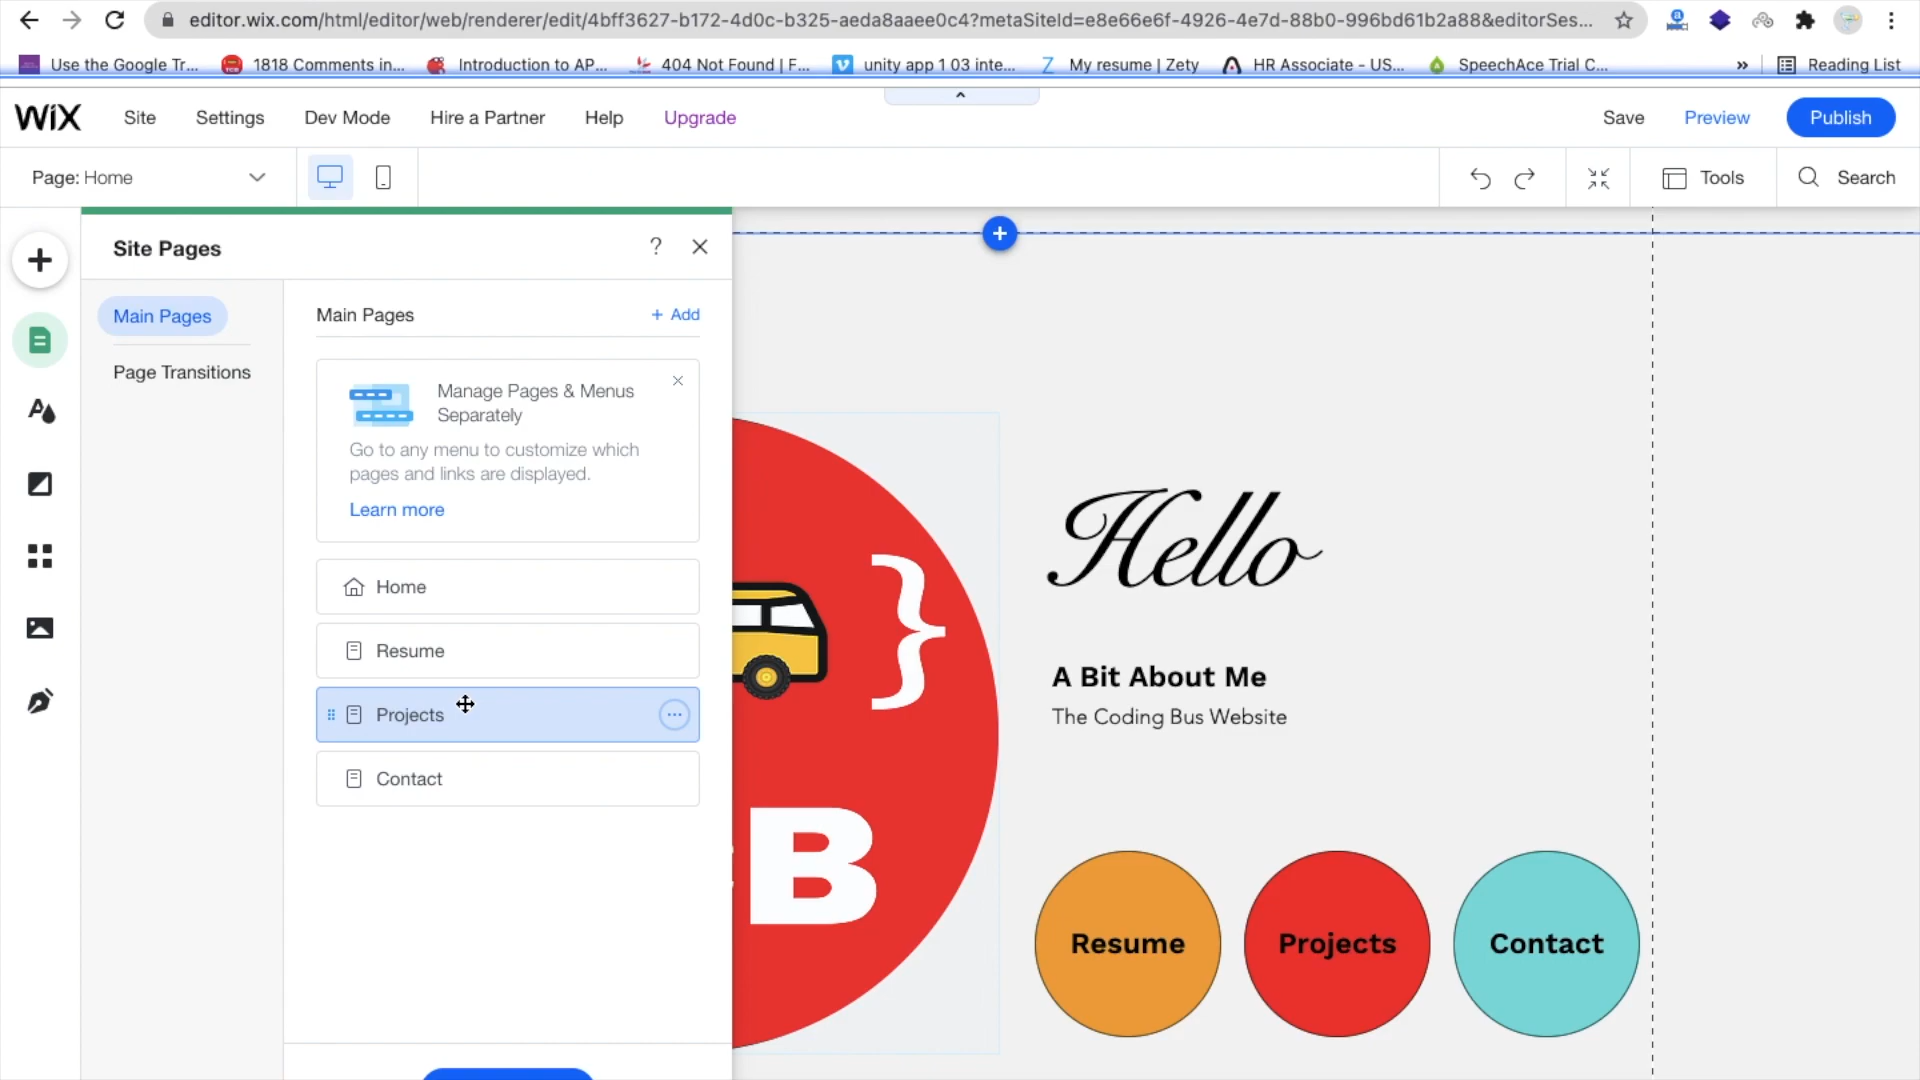 editor.wix.com/html/editor/web/renderer/edit/4bff3627-b172-4d0c-b325-aeda8aaee0c4?metaSiteId=e8e66e6f-4926-4e7d-88b0-996bd61b2a88&editorSes...
Use the Google Tr... 1818 Comments in... Introduction to AP... 404 Not Found | F... unity app 1 03 inte... My resume | Zety HR Associate - US... SpeechAce Trial C... » Reading List
WiX Site Settings Dev Mode Hire a Partner Help Upgrade Save Preview Publish
Page: Home Tools Search
Site Pages ?
Main Pages
Page Transitions
Main Pages + Add
Manage Pages & Menus
Separately
Go to any menu to customize which
pages and links are displayed.
Learn more
Home
Resume
Projects
Contact
}
B
Hello
A Bit About Me
The Coding Bus Website
Resume Projects Contact